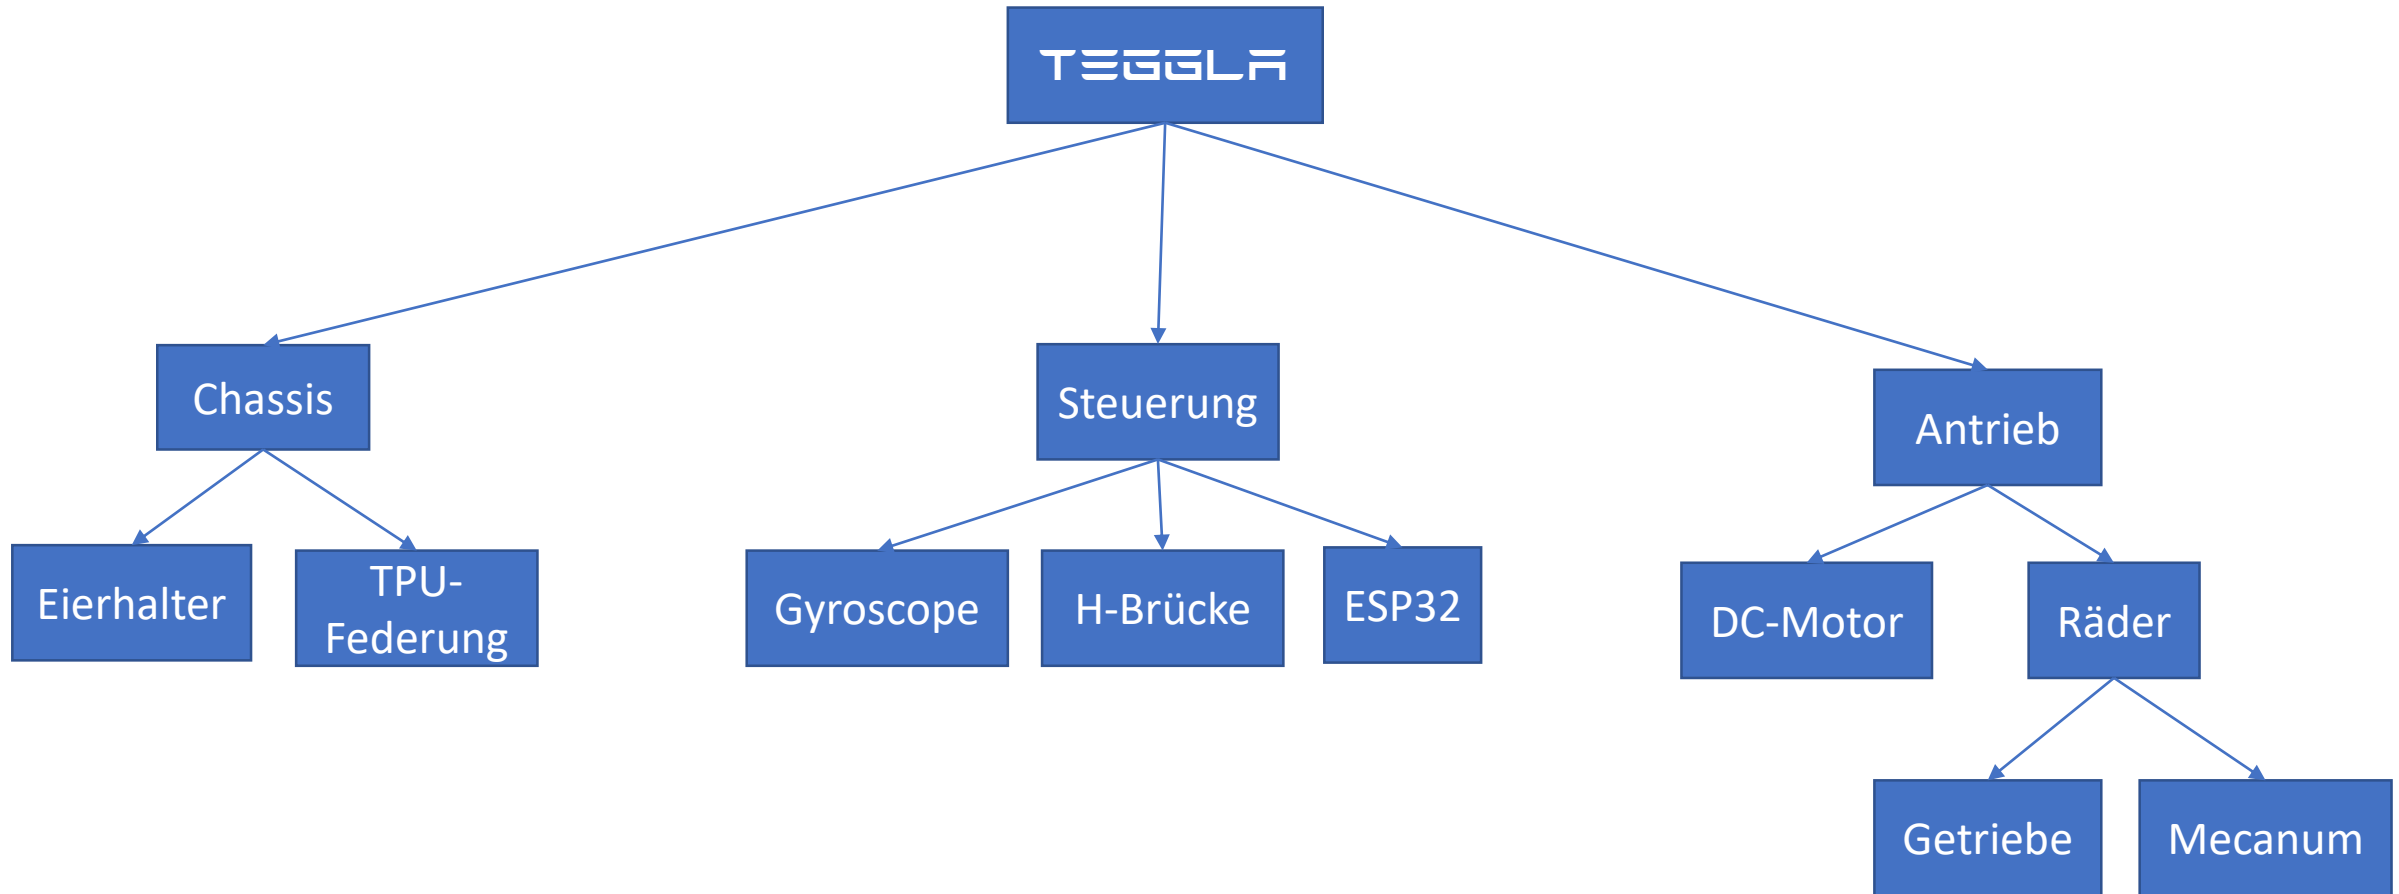 TEGGLA
Chassis
Steuerung
Antrieb
Eierhalter
TPU-
Federung
Gyroscope
H-Brücke
ESP32
DC-Motor
Räder
Getriebe
Mecanum